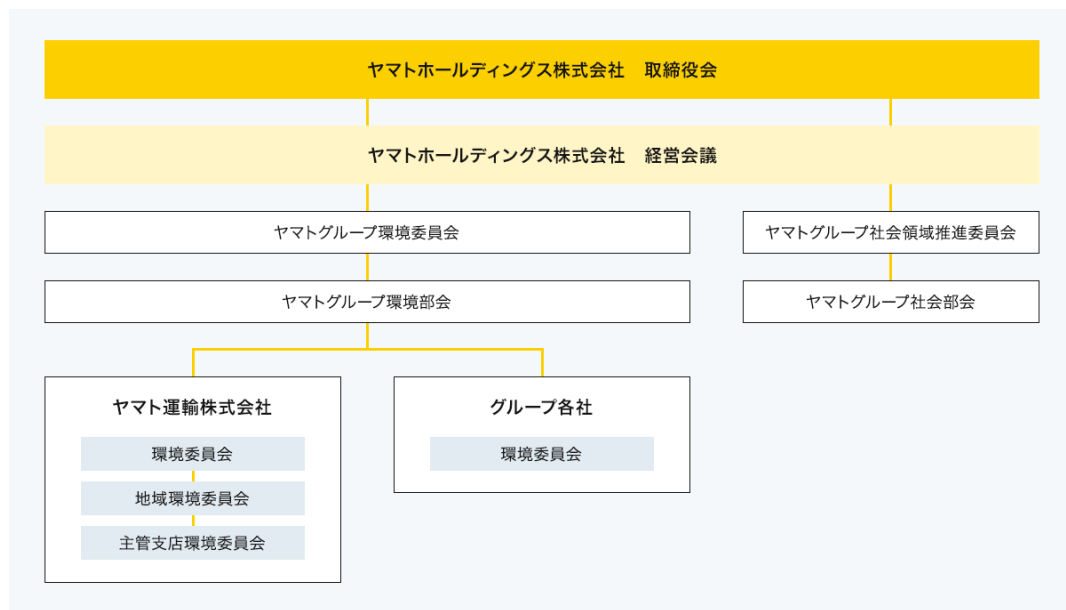 ヤマトホールディングス株式会社　取締役会
ヤマトホールディングス株式会社　経営会議
ヤマトグループ環境委員会
ヤマトグループ社会領域推進委員会
ヤマトグループ環境部会
ヤマトグループ社会部会
ヤマト運輸株式会社
環境委員会
地域環境委員会
主管支店環境委員会
グループ各社
環境委員会